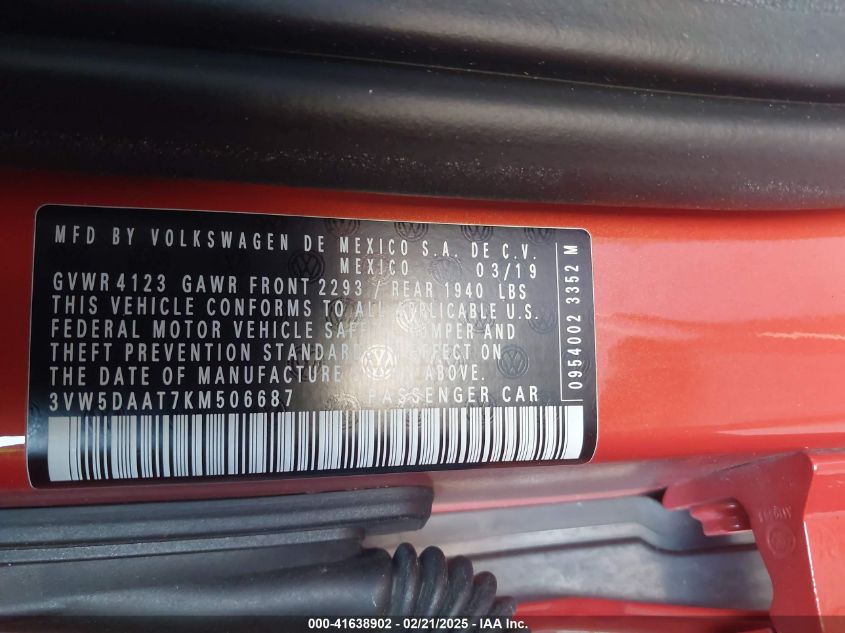 MFD BY VOLKSWAGEN DE MEXICO S.A. DE C.V.
MEXICO 03/19
GVWR 4123 GAWR FRONT 2293 / REAR 1940 LBS
THIS VEHICLE CONFORMS TO ALL APPLICABLE U.S.
FEDERAL MOTOR VEHICLE SAFETY, BUMPER AND
THEFT PREVENTION STANDARDS IN EFFECT ON
THE DATE OF MANUFACTURE ABOVE.
3VW5DAAT7KM506687 PASSENGER CAR
0954002 3352 M
000-41638902 - 02/21/2025 - IAA Inc.